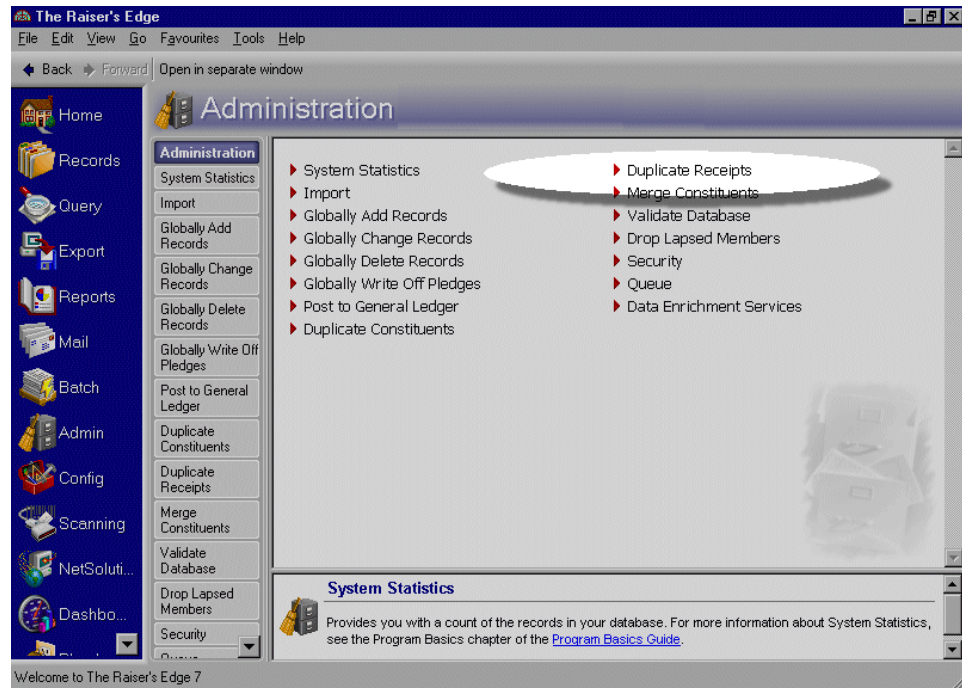 The Raiser's Edge
File Edit View Go Favourites Tools Help
Back Forward Open in separate window
Administration
Home
Records
Query
Export
Reports
Mail
Batch
Admin
Config
Scanning
NetSoluti...
Dashbo...
Administration
System Statistics
Import
Globally Add
Records
Globally Change
Records
Globally Delete
Records
Globally Write Off
Pledges
Post to General
Ledger
Duplicate
Constituents
Duplicate
Receipts
Merge
Constituents
Validate
Database
Drop Lapsed
Members
Security
System Statistics
Import
Globally Add Records
Globally Change Records
Globally Delete Records
Globally Write Off Pledges
Post to General Ledger
Duplicate Constituents
Duplicate Receipts
Merge Constituents
Validate Database
Drop Lapsed Members
Security
Queue
Data Enrichment Services
System Statistics
Provides you with a count of the records in your database. For more information about System Statistics,
see the Program Basics chapter of the Program Basics Guide.
Welcome to The Raiser's Edge 7